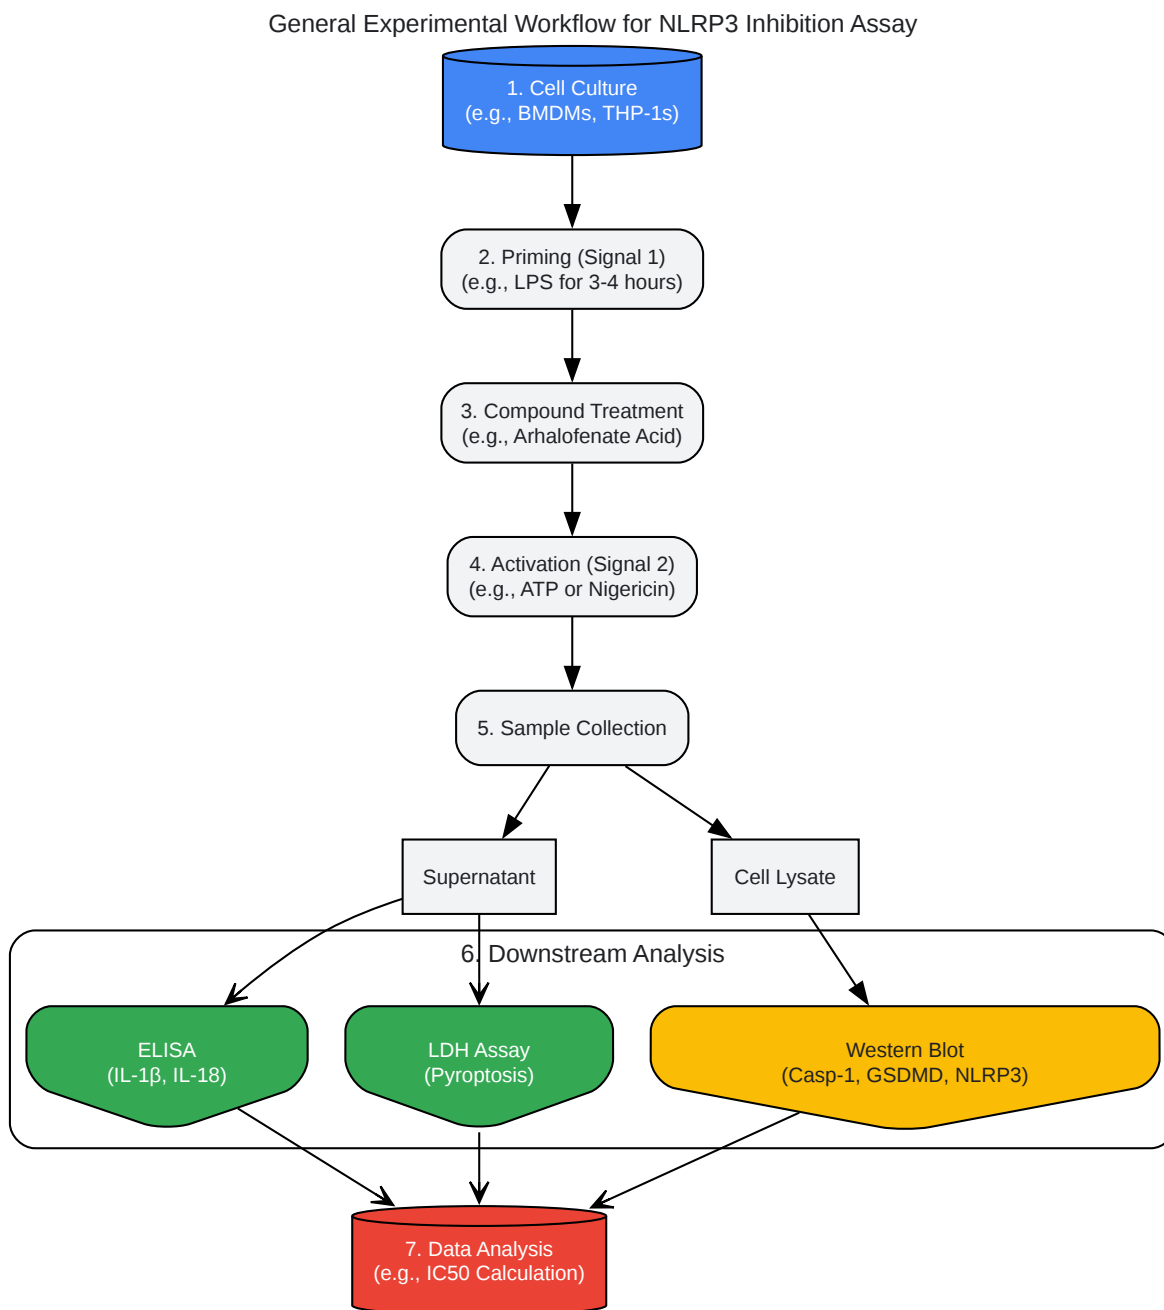 General Experimental Workflow for NLRP3 Inhibition Assay
1. Cell Culture
(e.g., BMDMs, THP-1s)
2. Priming (Signal 1)
(e.g., LPS for 3-4 hours)
3. Compound Treatment
(e.g., Arhalofenate Acid)
4. Activation (Signal 2)
(e.g., ATP or Nigericin)
5. Sample Collection
Supernatant
Cell Lysate
6. Downstream Analysis
ELISA
(IL-1β, IL-18)
LDH Assay
(Pyroptosis)
Western Blot
(Casp-1, GSDMD, NLRP3)
7. Data Analysis
(e.g., IC50 Calculation)